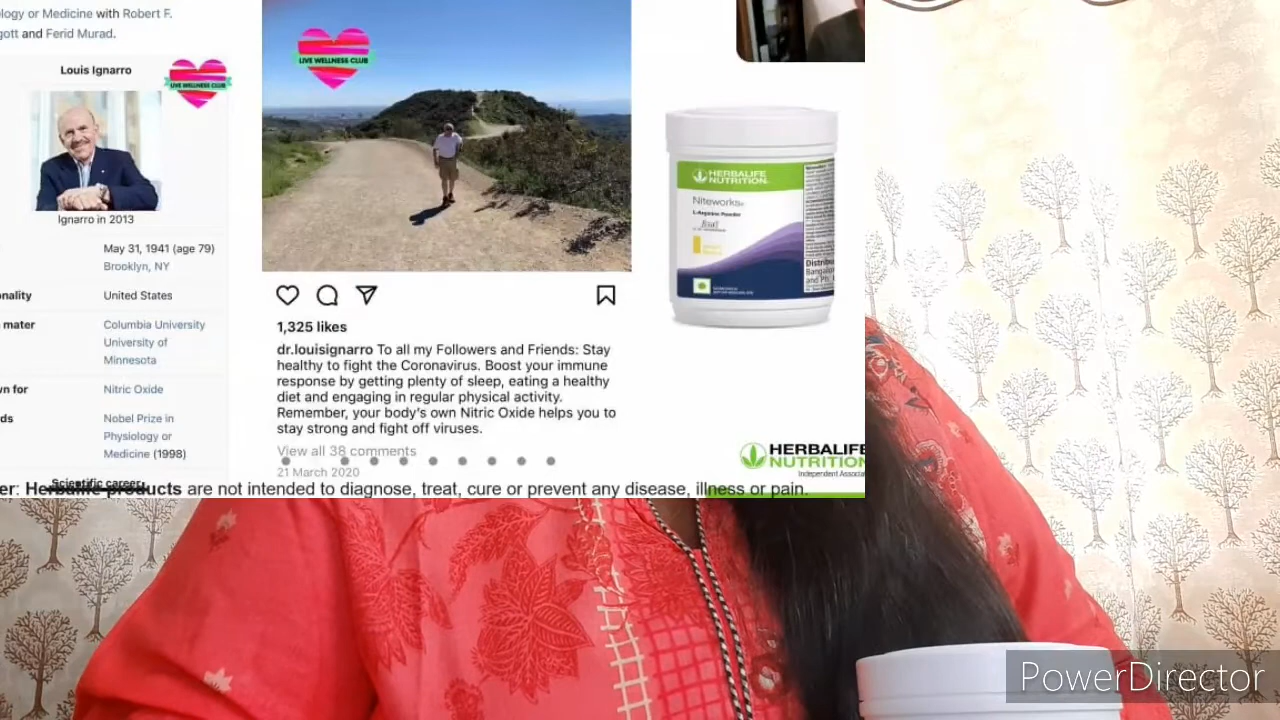 ology or Medicine with Robert F.
gott and Ferid Murad.
Louis Ignarro
LIVE WELLNESS CLUB
Ignarro in 2013
May 31, 1941 (age 79)
Brooklyn, NY
onality United States
mater Columbia University
University of
Minnesota
wn for Nitric Oxide
ds Nobel Prize in
Physiology or
Medicine (1998)
Scientific career
LIVE WELLNESS CLUB
1,325 likes
dr.louisignarro To all my Followers and Friends: Stay
healthy to fight the Coronavirus. Boost your immune
response by getting plenty of sleep, eating a healthy
diet and engaging in regular physical activity.
Remember, your body's own Nitric Oxide helps you to
stay strong and fight off viruses.
View all 38 comments
21 March 2020
HERBALIFE
NUTRITION
Niteworks
L-Arginine Powder
HERBALIFE
NUTRITION
Independent Associa
er: Herbalife products are not intended to diagnose, treat, cure or prevent any disease, illness or pain.
PowerDirector